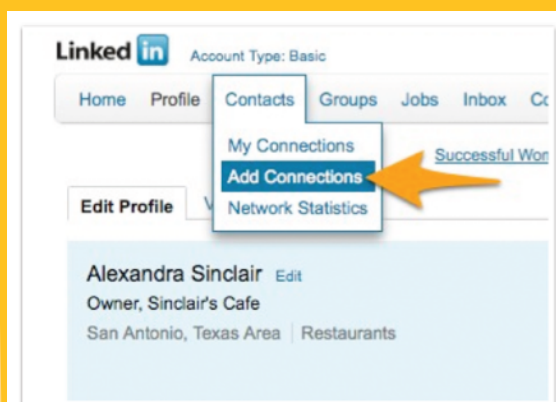 Linked in Account Type: Basic
Home Profile Contacts Groups Jobs Inbox
My Connections
Successful
Add Connections
Edit Profile
Network Statistics
Alexandra Sinclair Edit
Owner, Sinclair's Cafe
San Antonio, Texas Area | Restaurants